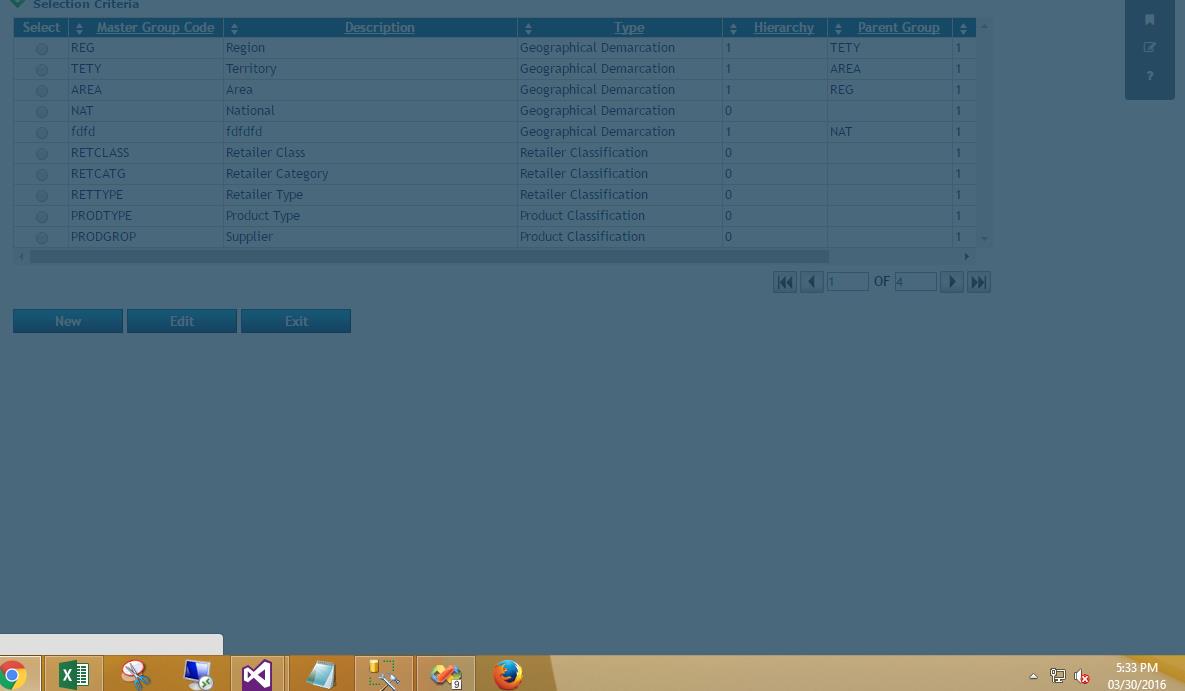 Selection Criteria
Select Master Group Code Description Type Hierarchy Parent Group
REG Region Geographical Demarcation 1 TETY 1
TETY Territory Geographical Demarcation 1 AREA 1
AREA Area Geographical Demarcation 1 REG 1
NAT National Geographical Demarcation 0 1
fdfd fdfdfd Geographical Demarcation 1 NAT 1
RETCLASS Retailer Class Retailer Classification 0 1
RETCATG Retailer Category Retailer Classification 0 1
RETTYPE Retailer Type Retailer Classification 0 1
PRODTYPE Product Type Product Classification 0 1
PRODGROP Supplier Product Classification 0 1
1 OF 4
New Edit Exit
?
9
5:33 PM
03/30/2016